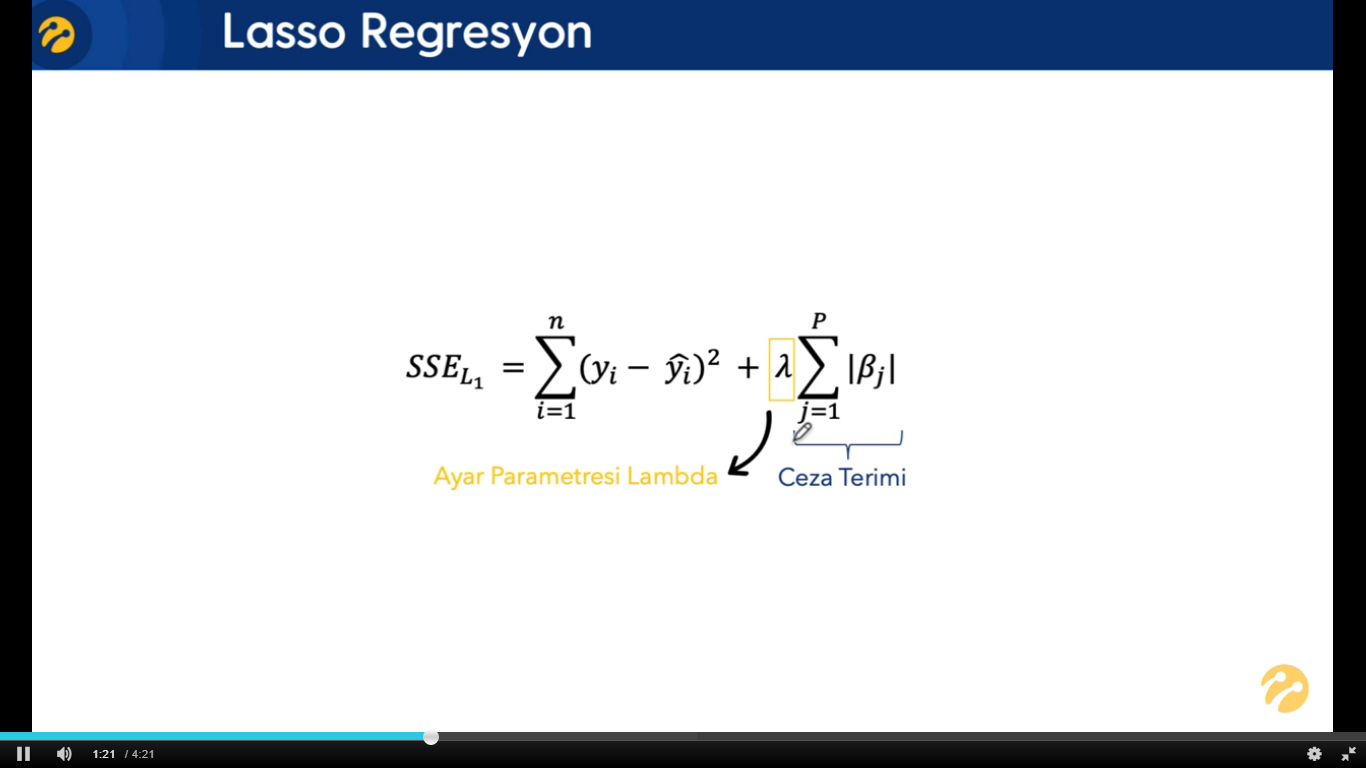 Lasso Regresyon
$SSE_{L_1} = \sum_{i=1}^{n} (y_i - \hat{y}_i)^2 + \lambda \sum_{j=1}^{P} |\beta_j|$
Ayar Parametresi Lambda
Ceza Terimi
1:21 / 4:21